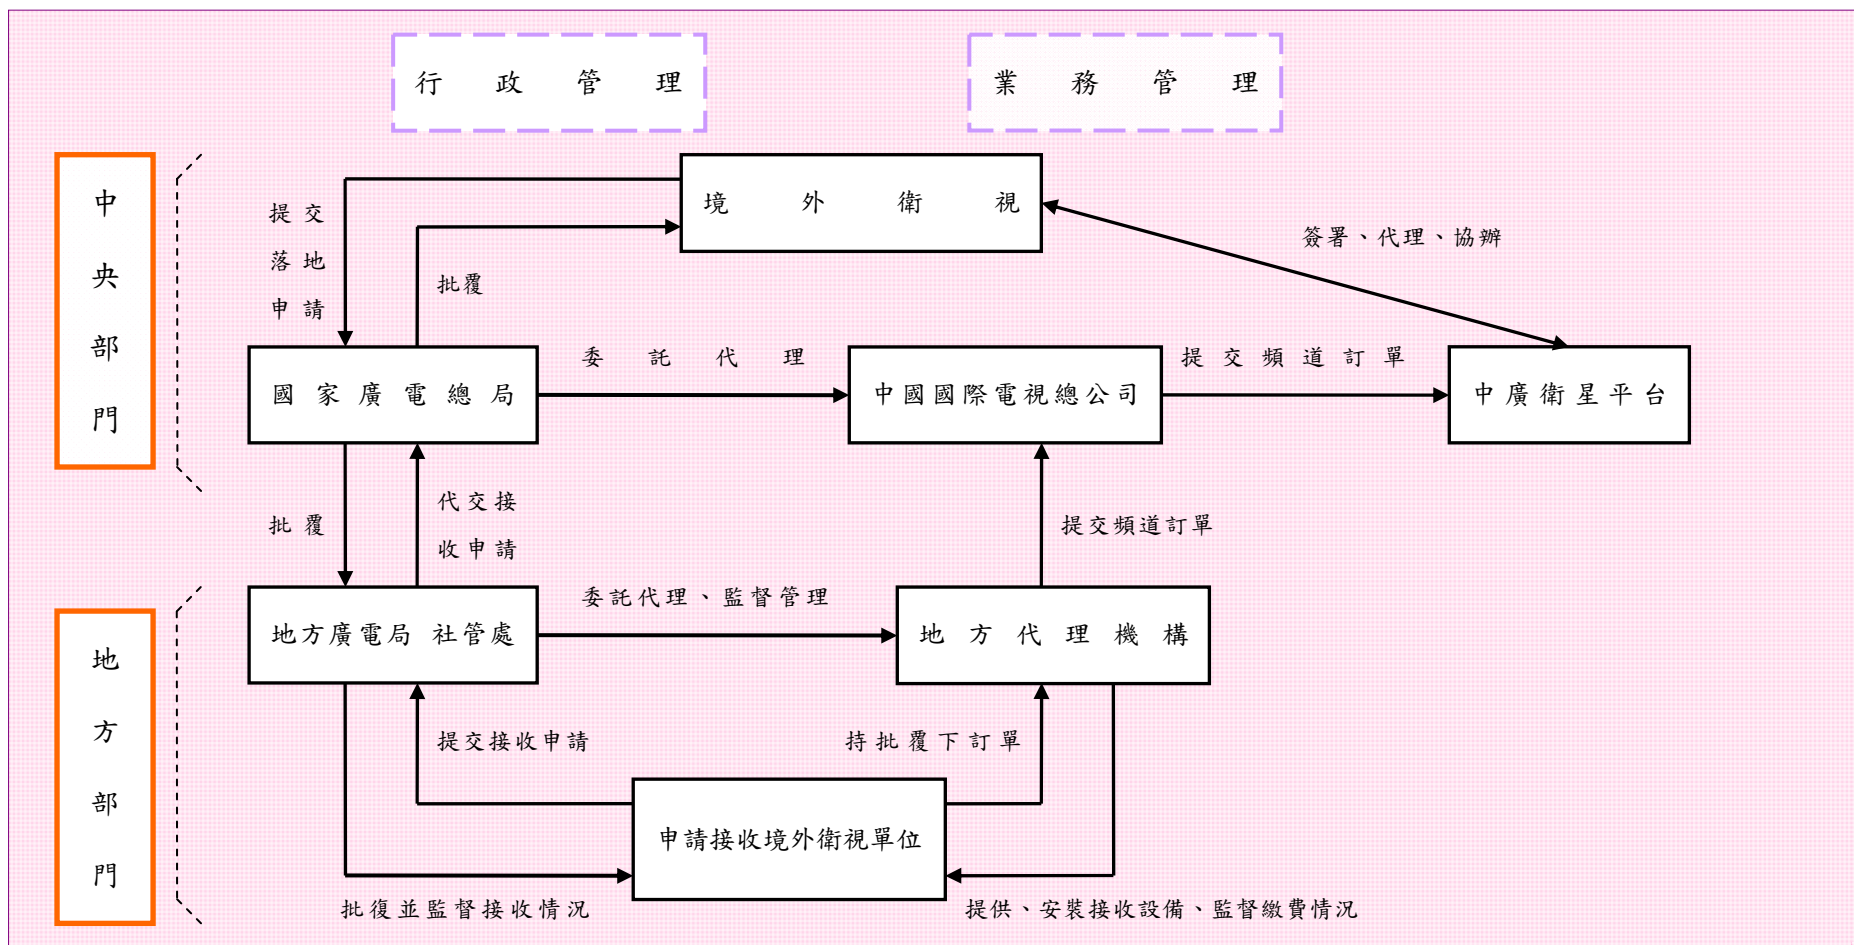 行政管理
業務管理
中央部門
境外衛視
提交
落地
申請
批覆
簽署、代理、協辦
國家廣電總局
委託代理
中國國際電視總公司
提交頻道訂單
中廣衛星平台
批覆
代交接
收申請
提交頻道訂單
地方部門
地方廣電局 社管處
委託代理、監督管理
地方代理機構
提交接收申請
持批覆下訂單
申請接收境外衛視單位
批復並監督接收情況
提供、安裝接收設備、監督繳費情況